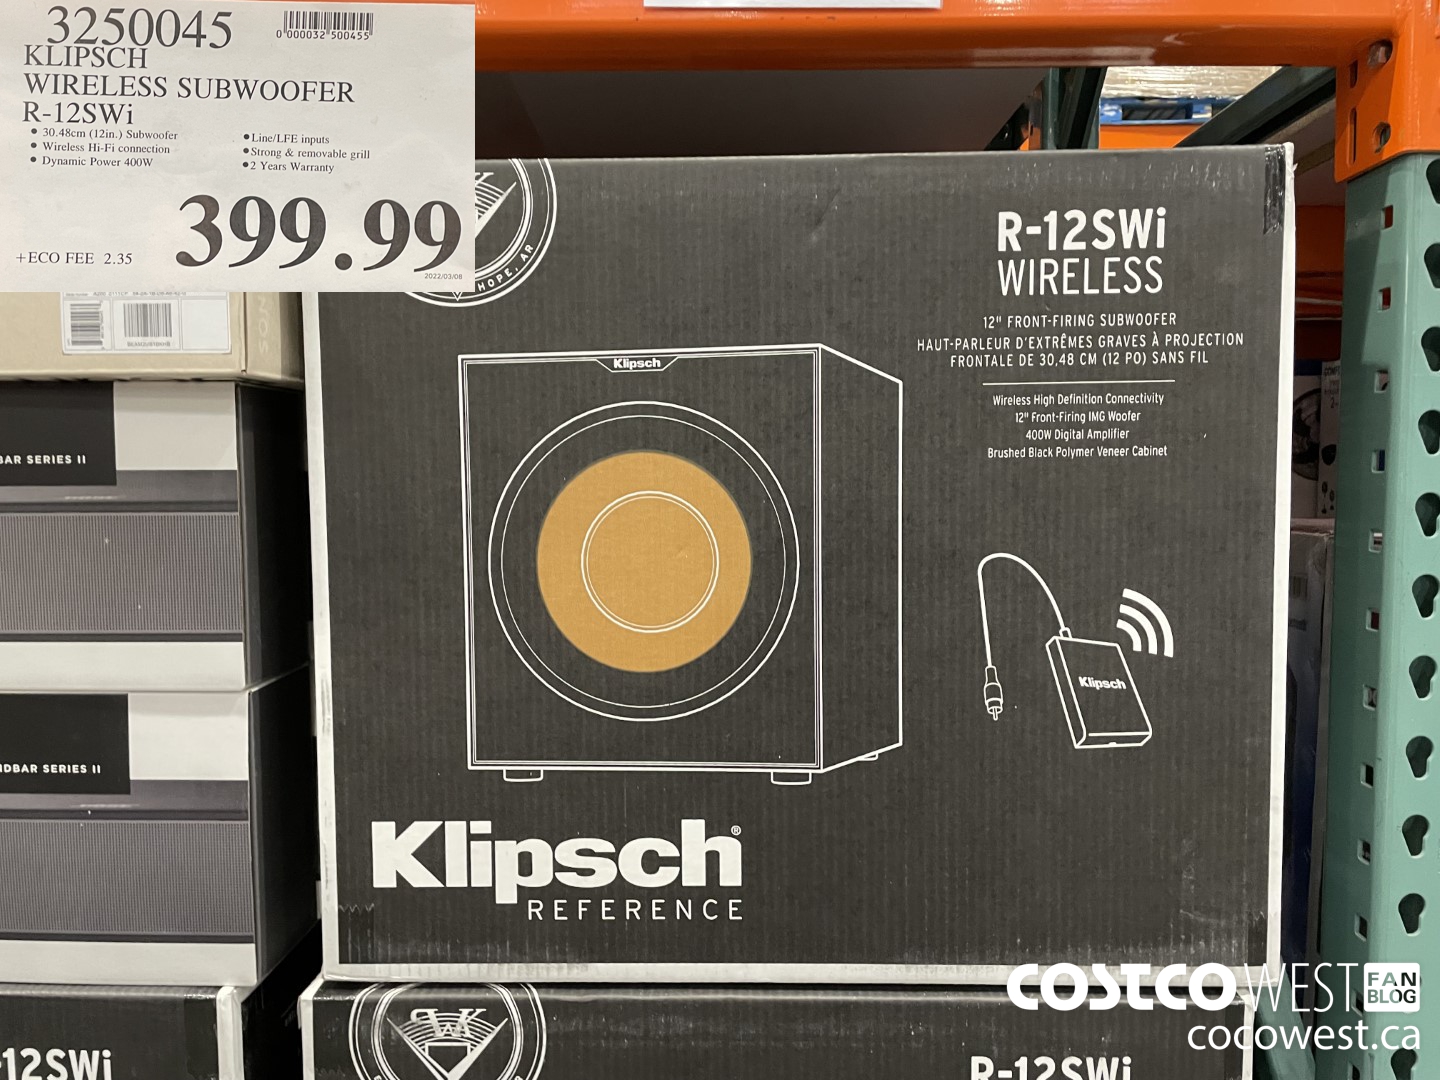 3250045
0 000032 500455
KLIPSCH
WIRELESS SUBWOOFER
R-12SWi
• 30.48cm (12in.) Subwoofer
• Wireless Hi-Fi connection
• Dynamic Power 400W
• Line/LFE inputs
• Strong & removable grill
• 2 Years Warranty
399.99
+ECO FEE 2.35
2022/03/08
HOPE, AR
R-12SWi
WIRELESS
12" FRONT-FIRING SUBWOOFER
HAUT-PARLEUR D'EXTRÊMES GRAVES À PROJECTION
FRONTALE DE 30,48 CM (12 PO) SANS FIL
Wireless High Definition Connectivity
12" Front-Firing IMG Woofer
400W Digital Amplifier
Brushed Black Polymer Veneer Cabinet
Klipsch
Klipsch
Klipsch®
REFERENCE
BAR SERIES II
NDBAR SERIES II
-12SWi
PWK
R-12SWi
COSTCO WEST FAN BLOG
cocowest.ca